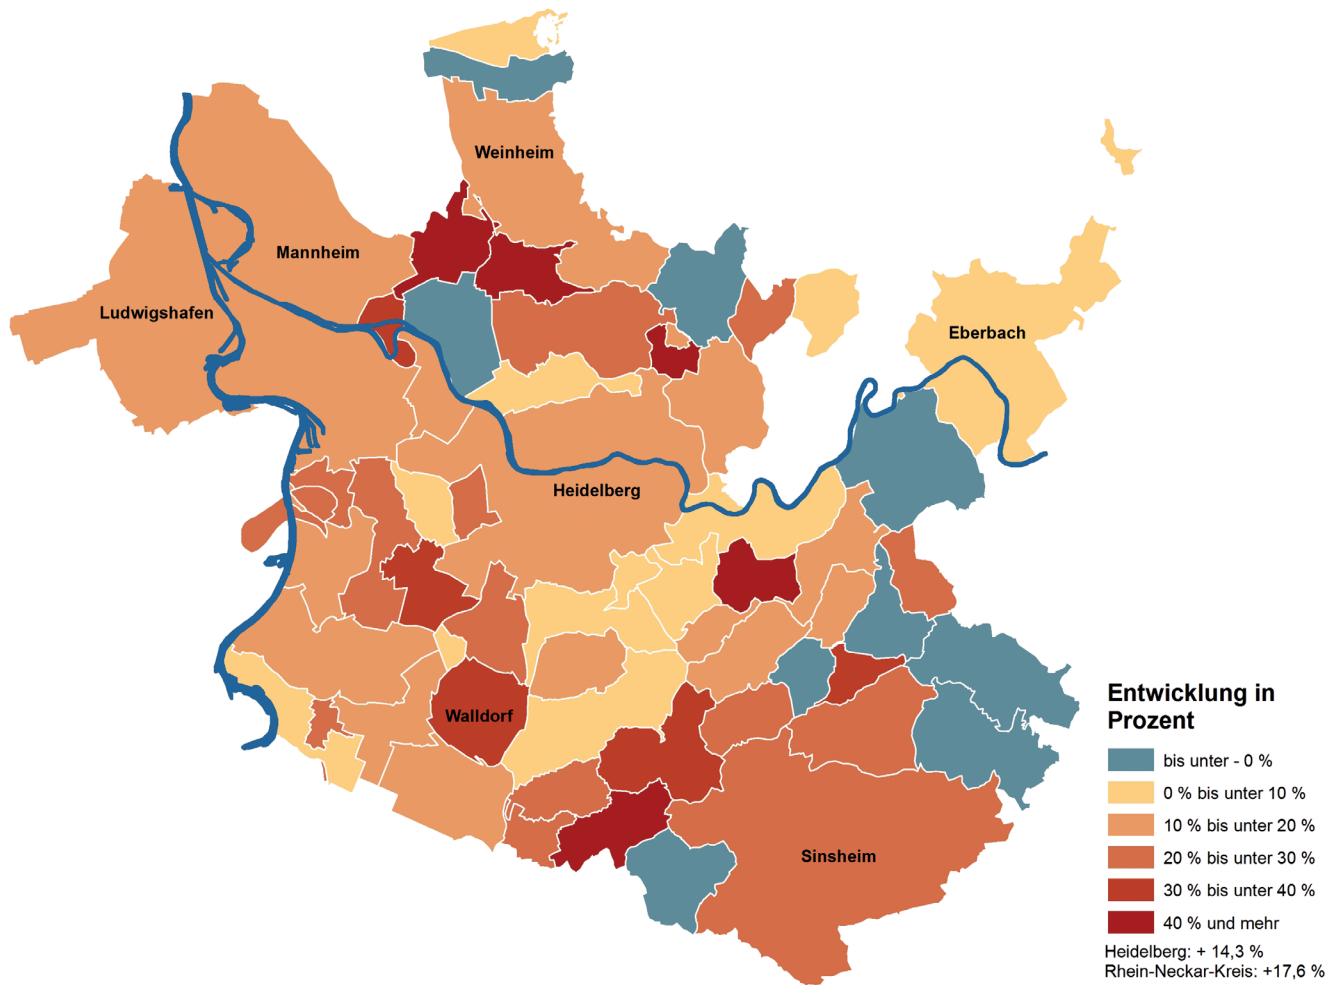 Weinheim
Mannheim
Ludwigshafen
Eberbach
Heidelberg
Walldorf
Sinsheim
Entwicklung in
Prozent
bis unter - 0 %
0 % bis unter 10 %
10 % bis unter 20 %
20 % bis unter 30 %
30 % bis unter 40 %
40 % und mehr
Heidelberg: + 14,3 %
Rhein-Neckar-Kreis: +17,6 %